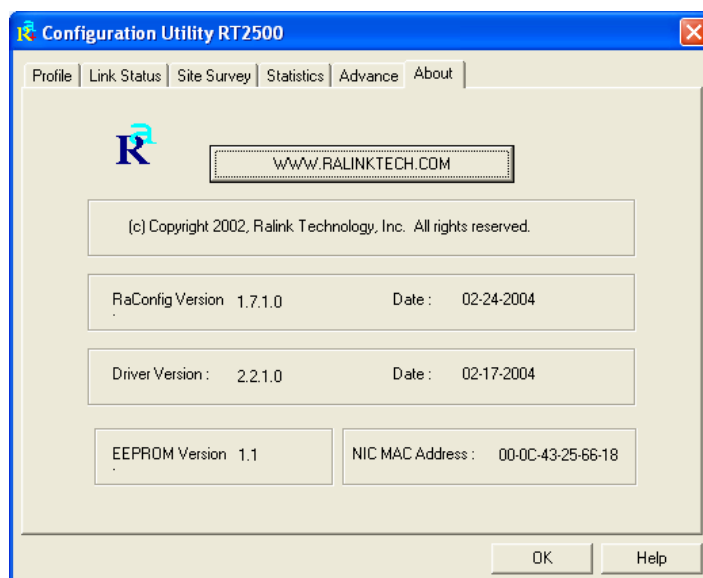 Ra Configuration Utility RT2500
Profile Link Status Site Survey Statistics Advance About
Ra
WWW.RALINKTECH.COM
(c) Copyright 2002, Ralink Technology, Inc. All rights reserved.
RaConfig Version 1.7.1.0 Date : 02-24-2004
Driver Version : 2.2.1.0 Date : 02-17-2004
EEPROM Version 1.1 NIC MAC Address : 00-0C-43-25-66-18
OK Help